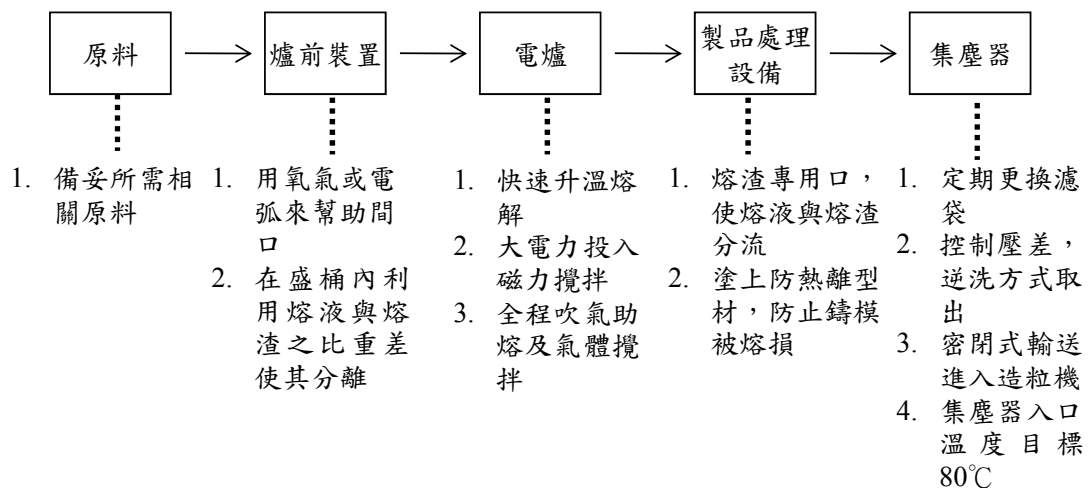 原料
爐前裝置
電爐
製品處理
設備
集塵器
1. 備妥所需相
關原料
1. 用氧氣或電
弧來幫助間
口
2. 在盛桶內利
用熔液與熔
渣之比重差
使其分離
1. 快速升溫熔
解
2. 大電力投入
磁力攪拌
3. 全程吹氣助
熔及氣體攪
拌
1. 熔渣專用口，
使熔液與熔渣
分流
2. 塗上防熱離型
材，防止鑄模
被熔損
1. 定期更換濾
袋
2. 控制壓差，
逆洗方式取
出
3. 密閉式輸送
進入造粒機
4. 集塵器入口
溫度目標
80℃